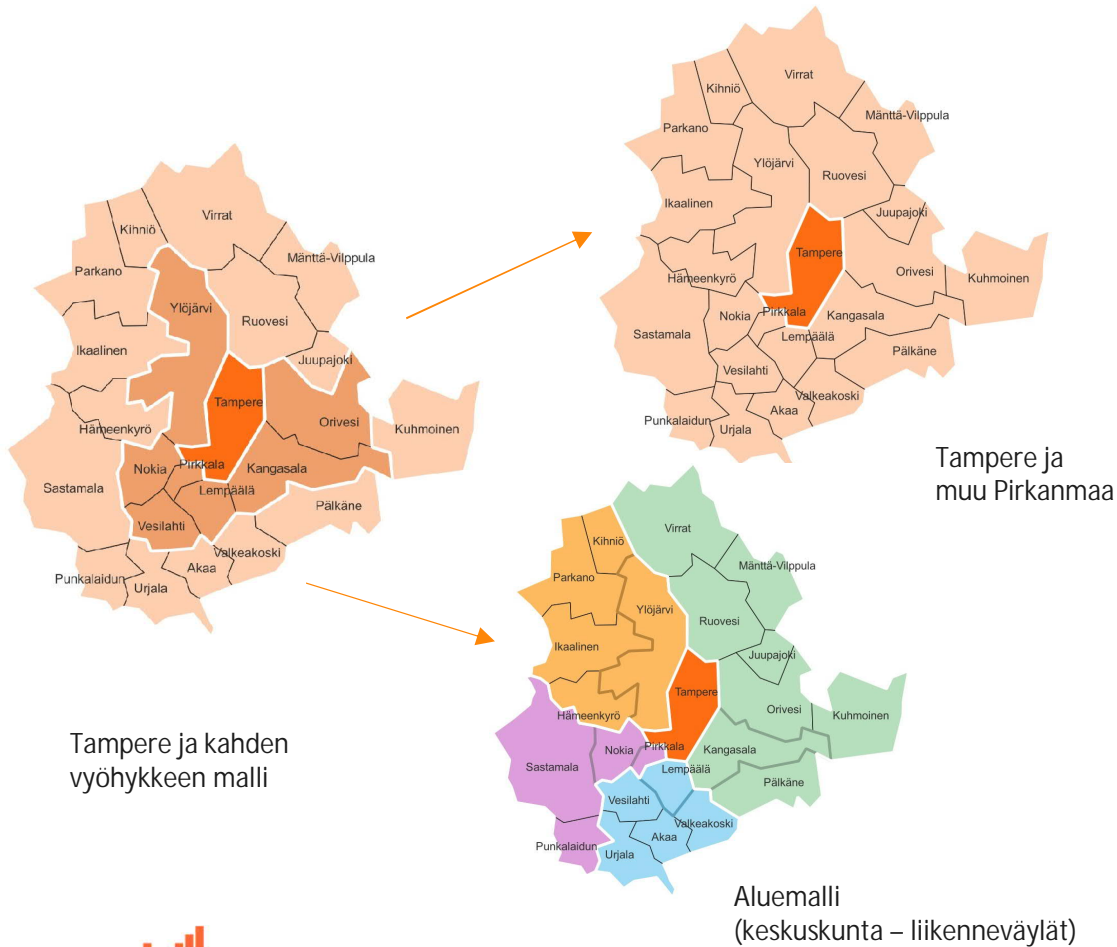 Virrat
Kihniö
Mänttä-Vilppula
Parkano
Ylöjärvi
Ruovesi
Ikaalinen
Juupajoki
Tampere
Orivesi
Hämeenkyrö
Kuhmoinen
Nokia
Pirkkala
Kangasala
Sastamala
Lempäälä
Pälkäne
Vesilahti
Valkeakoski
Akaa
Punkalaidun
Urjala
Tampere ja
muu Pirkanmaa
Virrat
Kihniö
Mänttä-Vilppula
Parkano
Ylöjärvi
Ruovesi
Ikaalinen
Juupajoki
Tampere
Orivesi
Hämeenkyrö
Kuhmoinen
Nokia
Pirkkala
Kangasala
Sastamala
Lempäälä
Pälkäne
Vesilahti
Valkeakoski
Akaa
Punkalaidun
Urjala
Tampere ja kahden
vyöhykkeen malli
Virrat
Kihniö
Mänttä-Vilppula
Parkano
Ylöjärvi
Ruovesi
Ikaalinen
Juupajoki
Tampere
Orivesi
Hämeenkyrö
Kuhmoinen
Nokia
Pirkkala
Kangasala
Sastamala
Lempäälä
Pälkäne
Vesilahti
Valkeakoski
Akaa
Punkalaidun
Urjala
Aluemalli
(keskuskunta – liikenneväylät)